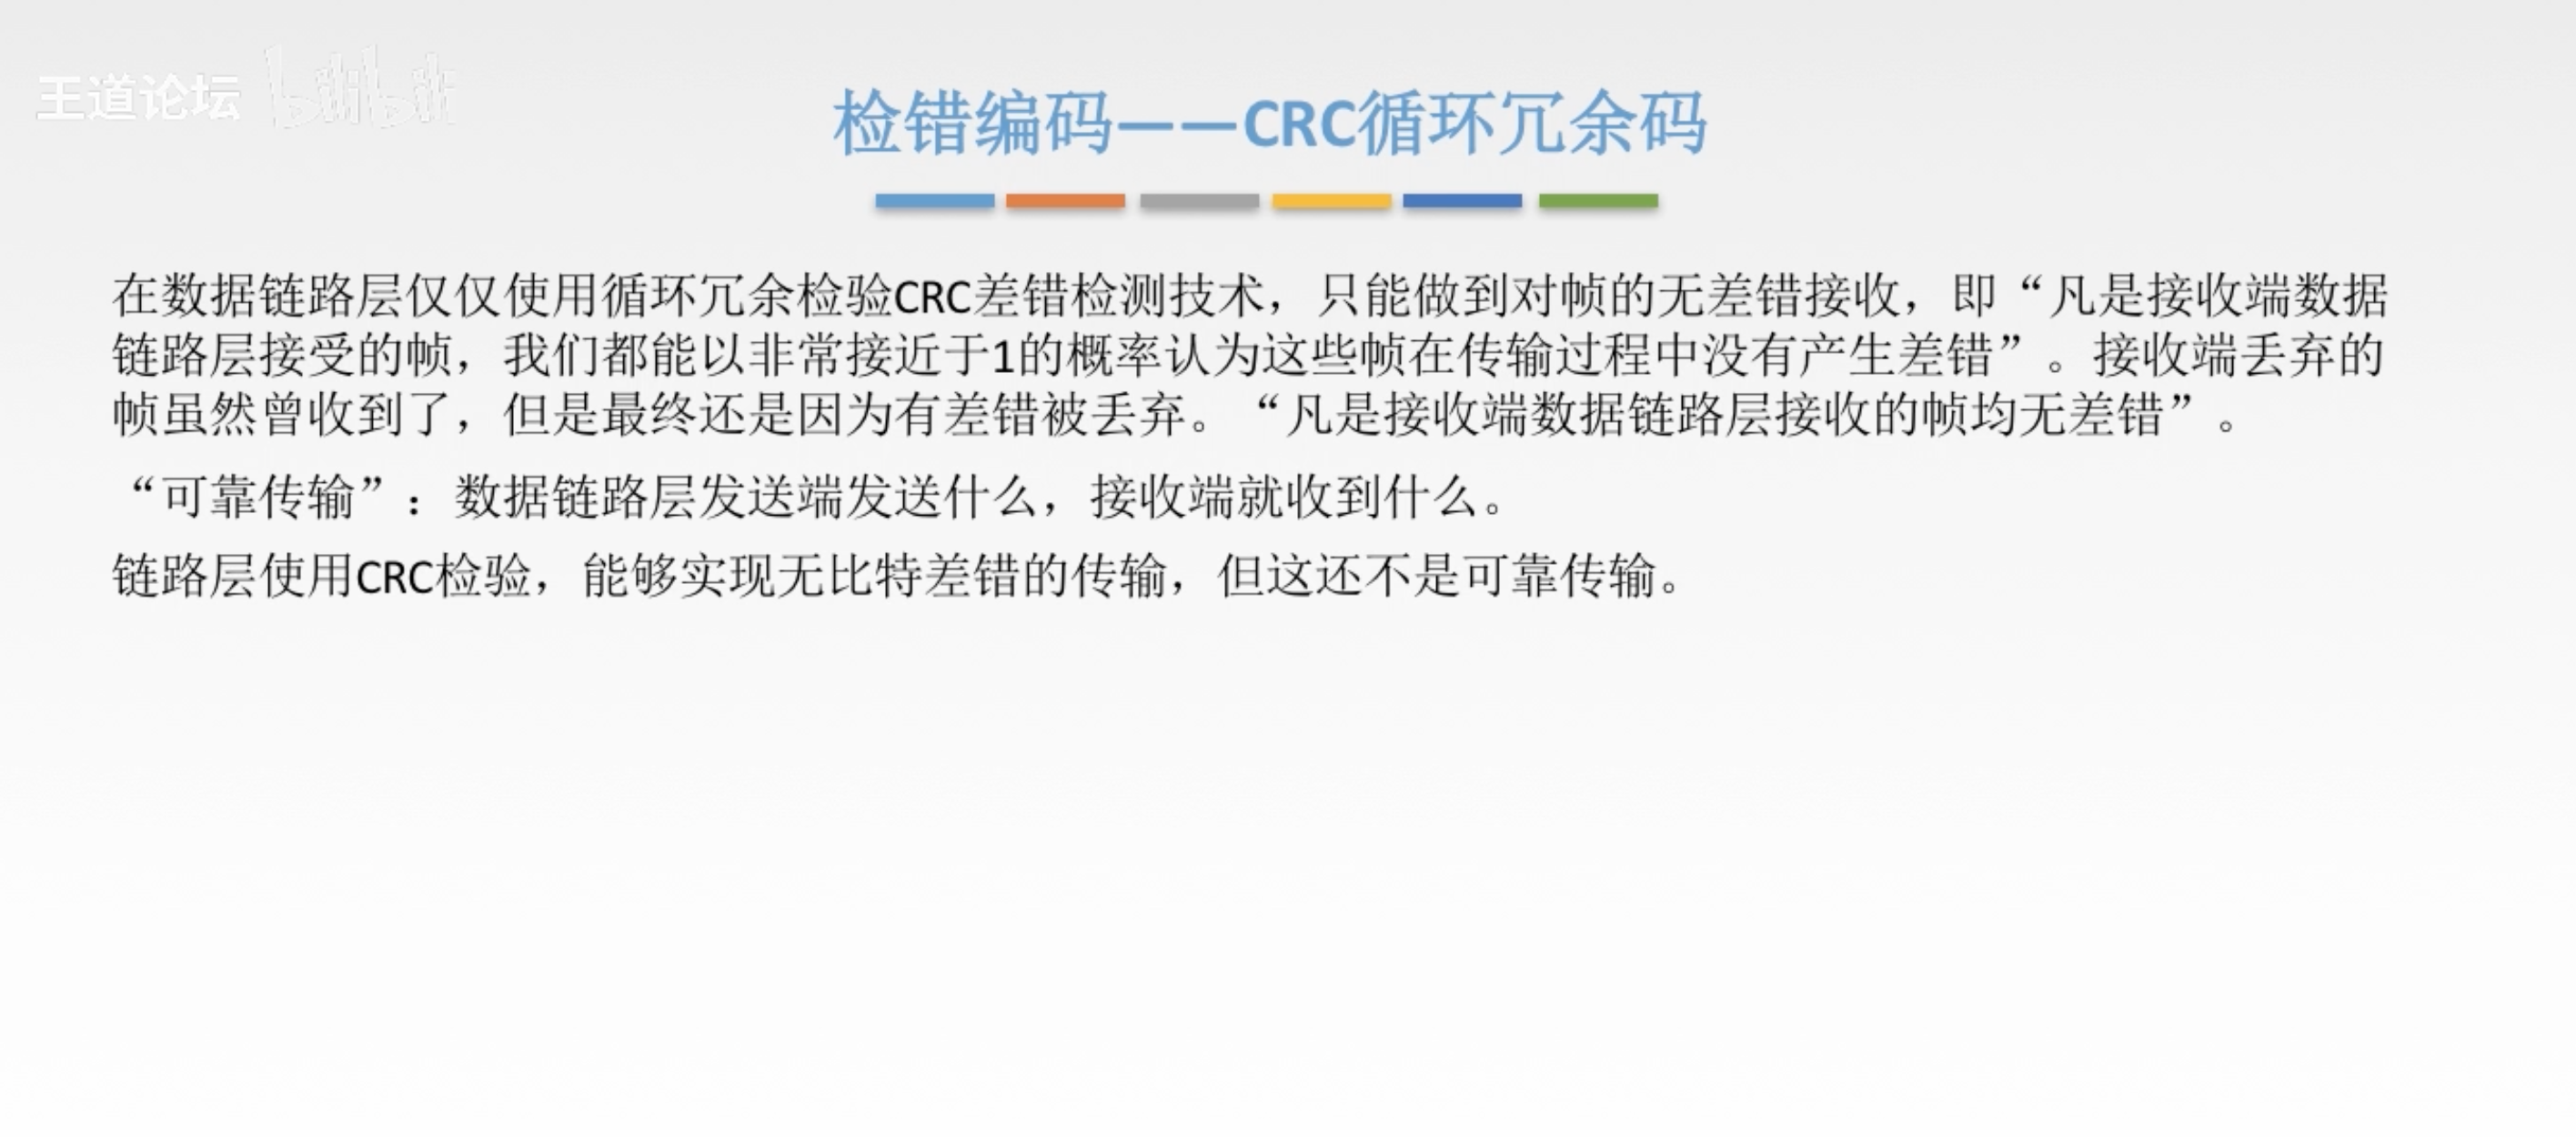 王道论坛 bilibili
检错编码——CRC循环冗余码
在数据链路层仅仅使用循环冗余检验CRC差错检测技术，只能做到对帧的无差错接收，即“凡是接收端数据
链路层接受的帧，我们都能以非常接近于1的概率认为这些帧在传输过程中没有产生差错”。接收端丢弃的
帧虽然曾收到了，但是最终还是因为有差错被丢弃。“凡是接收端数据链路层接收的帧均无差错”。
“可靠传输”：数据链路层发送端发送什么，接收端就收到什么。
链路层使用CRC检验，能够实现无比特差错的传输，但这还不是可靠传输。